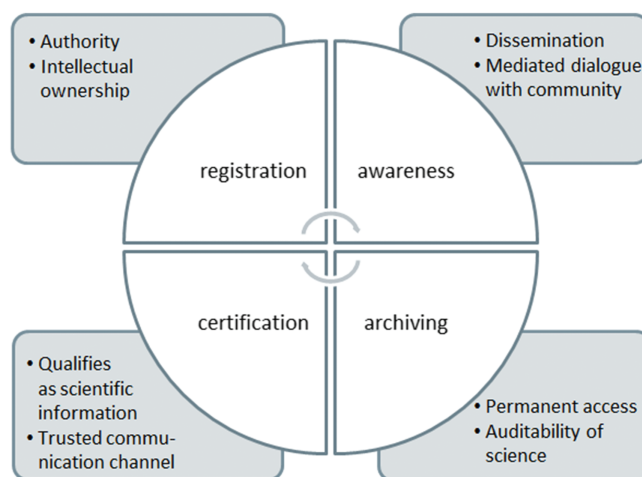 • Authority
• Intellectual
ownership
• Dissemination
• Mediated dialogue
with community
registration
awareness
certification
archiving
• Qualifies
as scientific
information
• Trusted commu-
nication channel
• Permanent access
• Auditability of
science